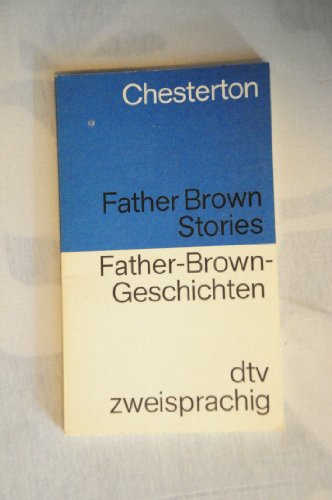 Chesterton
Father Brown
Stories
Father-Brown-
Geschichten
dtv
zweisprachig